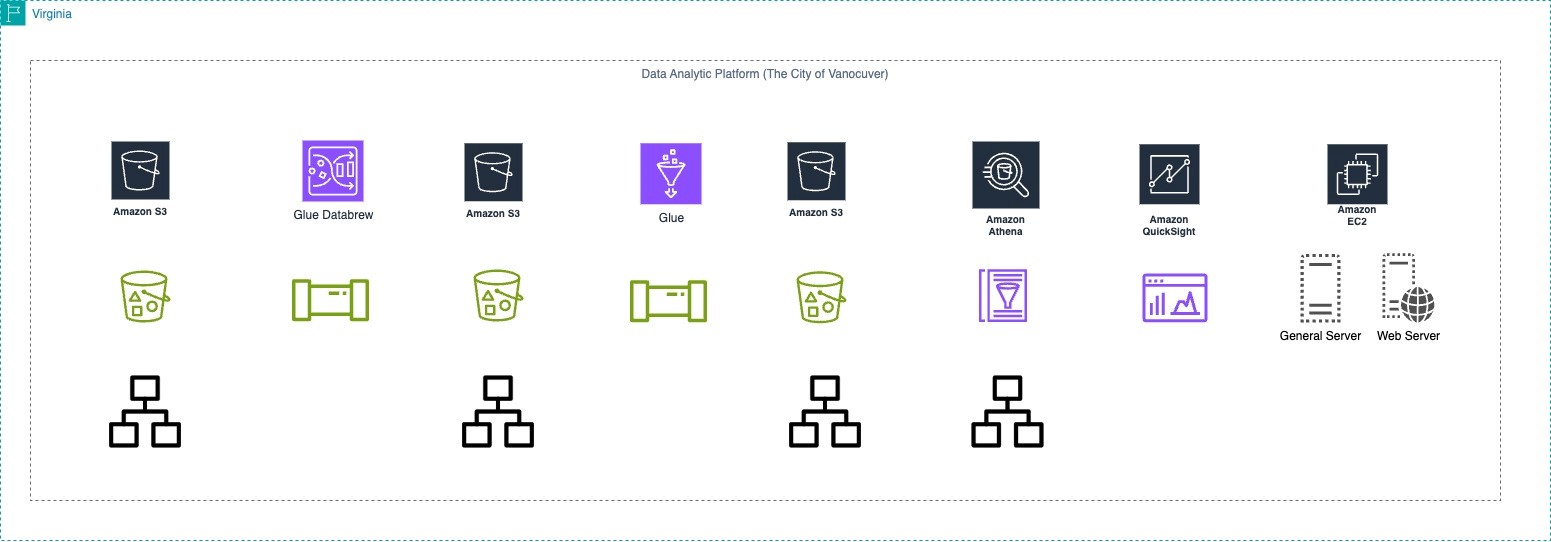 Virginia
Data Analytic Platform (The City of Vanocuver)
Amazon S3
Glue Databrew
Amazon S3
Glue
Amazon S3
Amazon
Athena
Amazon
QuickSight
Amazon
EC2
General Server
Web Server